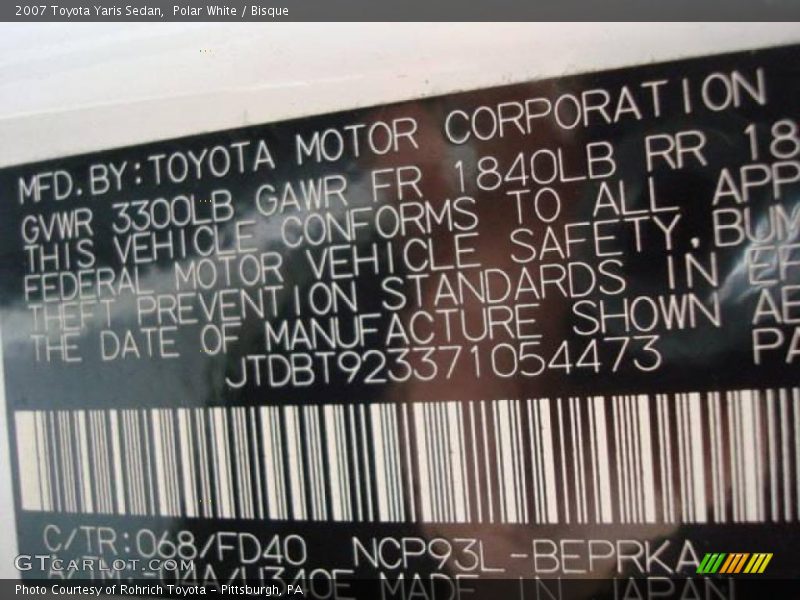 2007 Toyota Yaris Sedan, Polar White / Bisque
MFD.BY:TOYOTA MOTOR CORPORATION
GVWR 3300LB GAWR FR 1840LB RR 18
THIS VEHICLE CONFORMS TO ALL APP
FEDERAL MOTOR VEHICLE SAFETY,BUM
THEFT PREVENTION STANDARDS IN EF
THE DATE OF MANUFACTURE SHOWN AB
JTDBT923371054473 PA
C/TR:068/FD40 NCP93L-BEPRKA
A/TM:-04A/U340E MADE IN JAPAN
GTcarlot.com
Photo Courtesy of Rohrich Toyota - Pittsburgh, PA